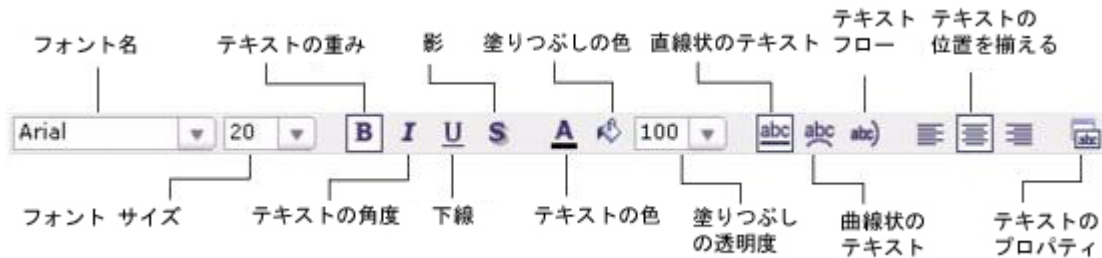 フォント名
テキストの重み
影
塗りつぶしの色
直線状のテキスト
テキスト
フロー
テキストの
位置を揃える
Arial
20
B
I
U
S
A
100
abc
abc
abc
abc
フォント サイズ
テキストの角度
下線
テキストの色
塗りつぶし
の透明度
曲線状の
テキスト
テキストの
プロパティ